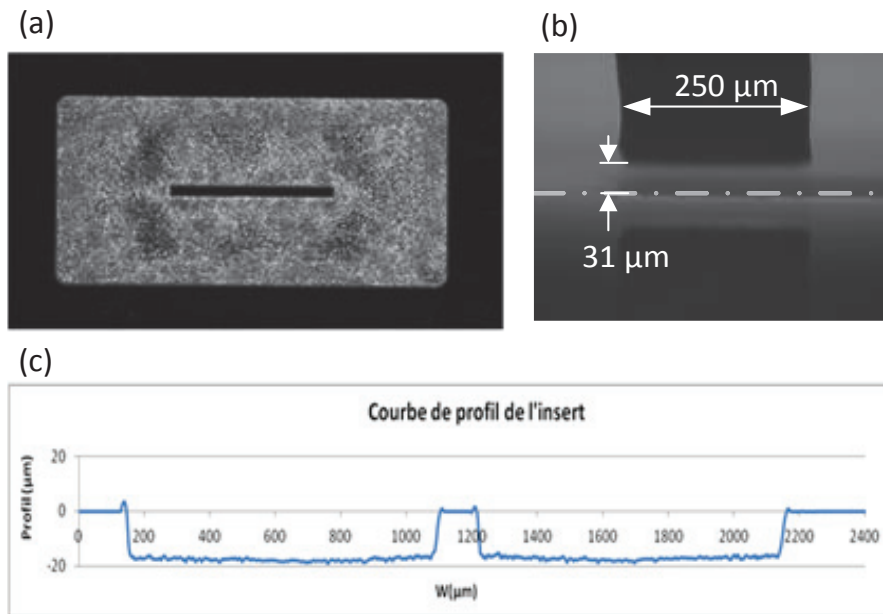 (a)
(b)
250 µm
31 µm
(c)
Courbe de profil de l'insert
Profil (µm)
20
0
-20
0 200 400 600 800 1000 1200 1400 1600 1800 2000 2200 2400
W(µm)